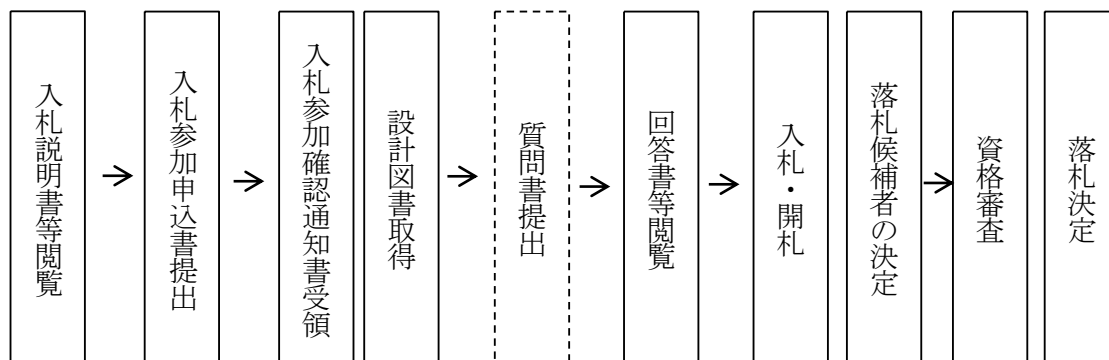 入札説明書等閲覧
入札参加申込書提出
入札参加確認通知書受領
設計図書取得
質問書提出
回答書等閲覧
入札・開札
落札候補者の決定
資格審査
落札決定